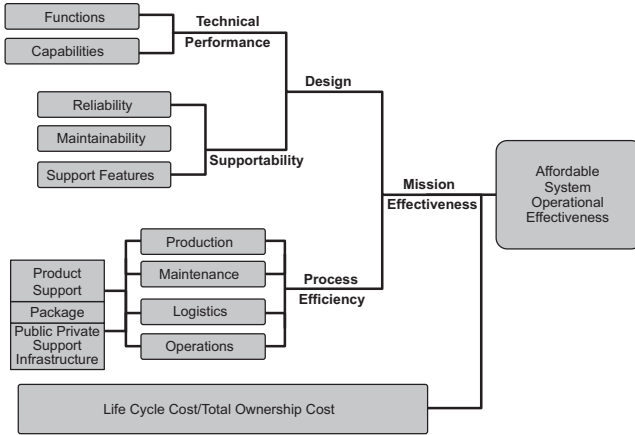 Functions
Capabilities
Technical
Performance
Reliability
Maintainability
Support Features
Supportability
Design
Mission
Effectiveness
Affordable
System
Operational
Effectiveness
Product
Support
Package
Public Private
Support
Infrastructure
Production
Maintenance
Logistics
Operations
Process
Efficiency
Life Cycle Cost/Total Ownership Cost